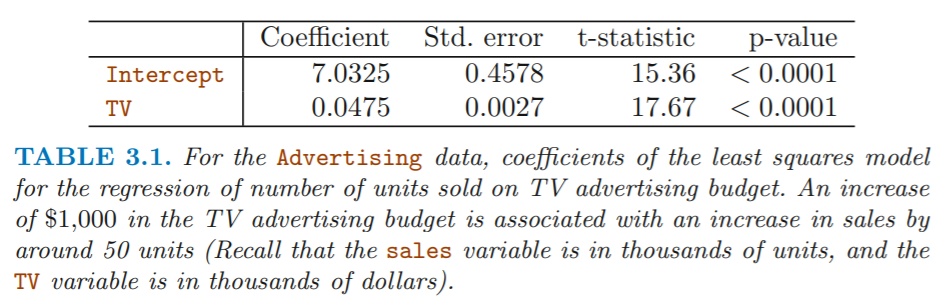 Coefficient Std. error t-statistic p-value
Intercept 7.0325 0.4578 15.36 < 0.0001
TV 0.0475 0.0027 17.67 < 0.0001
TABLE 3.1. For the Advertising data, coefficients of the least squares model
for the regression of number of units sold on TV advertising budget. An increase
of $1,000 in the TV advertising budget is associated with an increase in sales by
around 50 units (Recall that the sales variable is in thousands of units, and the
TV variable is in thousands of dollars).